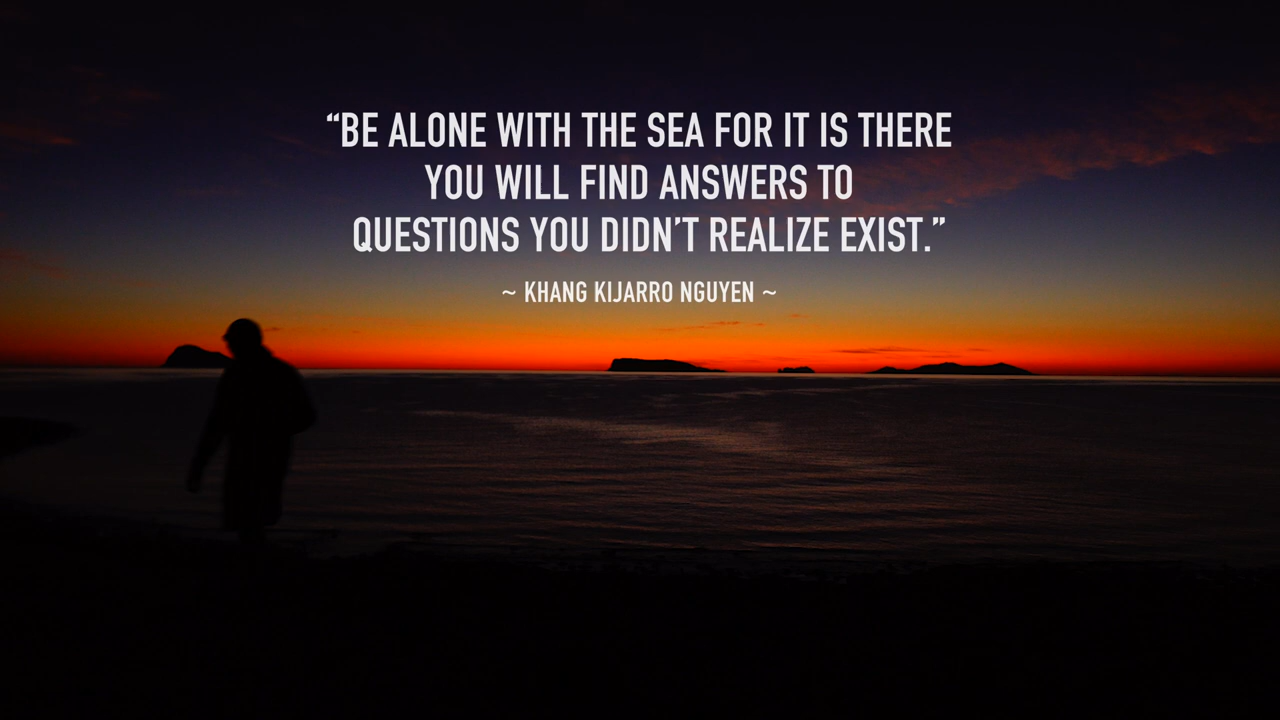 “BE ALONE WITH THE SEA FOR IT IS THERE
YOU WILL FIND ANSWERS TO
QUESTIONS YOU DIDN’T REALIZE EXIST.”
~ KHANG KIJARRO NGUYEN ~